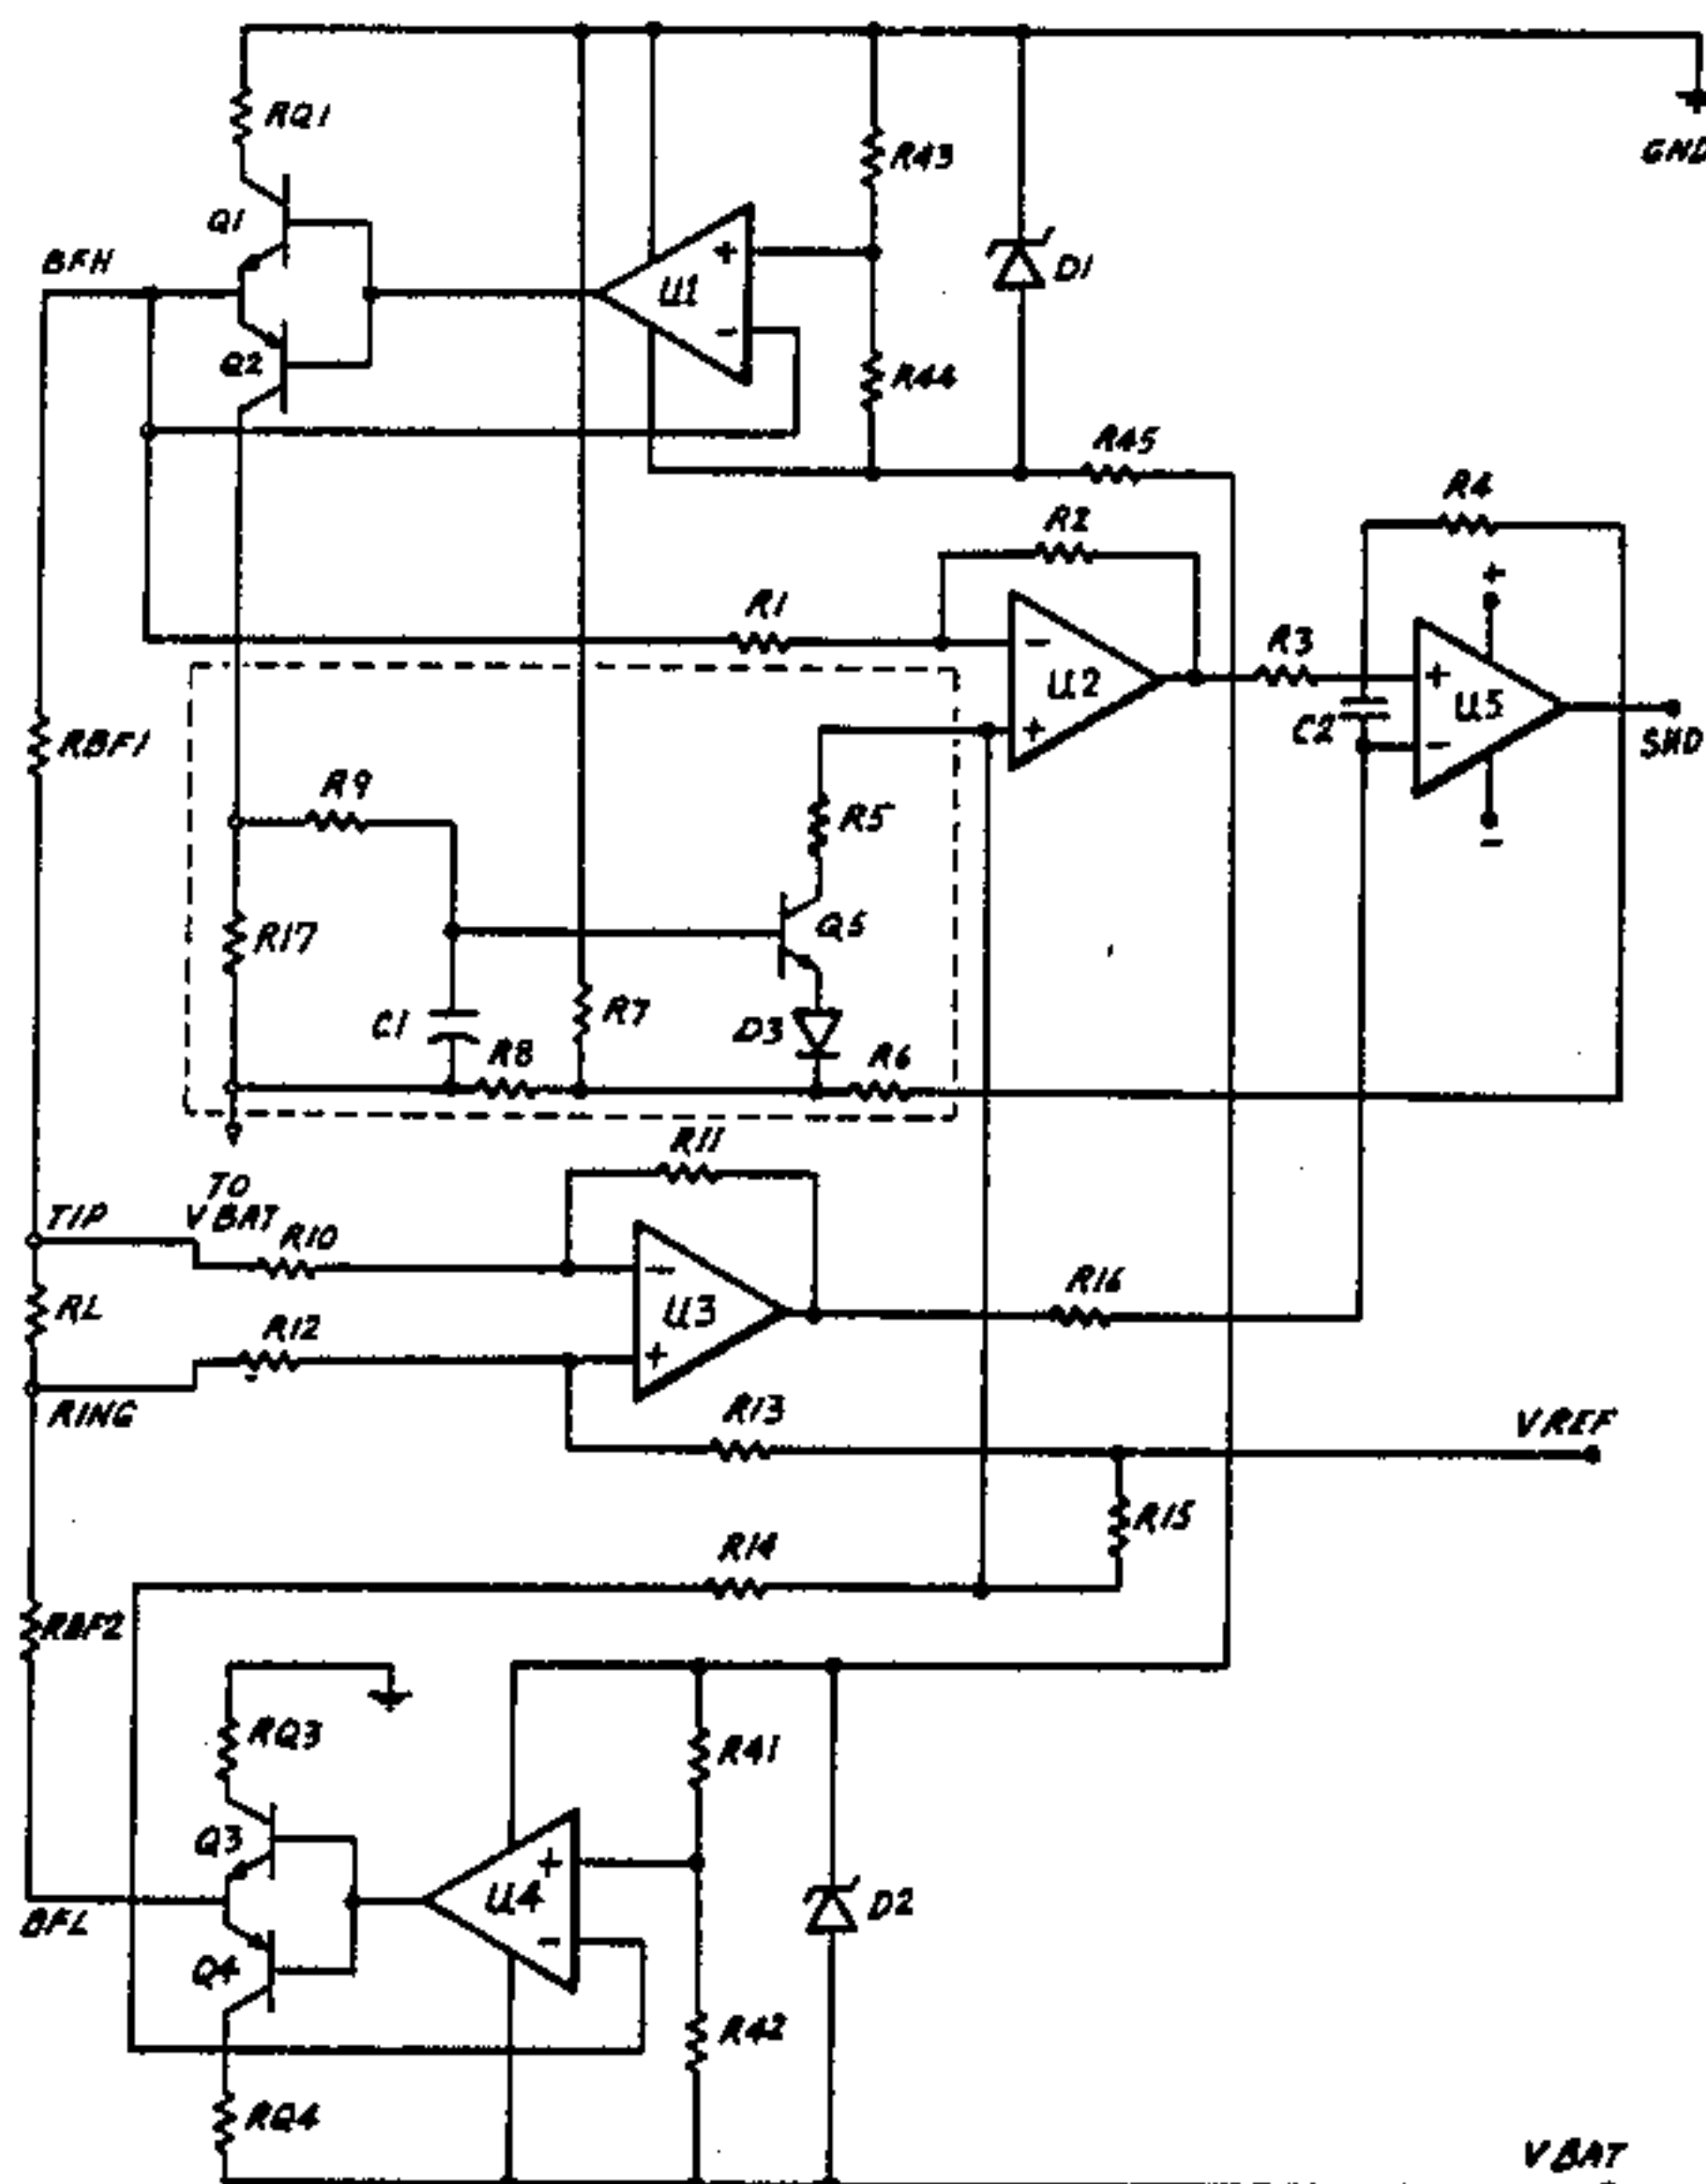 RQ1
R43
GND
Q1
BFH
+
U1
D1
-
Q2
R44
R45
R4
R2
+
R1
-
R3
U2
+
U5
C2
+
-
SND
RBF1
R9
R5
-
R17
Q5
C1
R7
D3
R8
R6
R11
TO
VBAT
TIP
R10
-
R16
RL
U3
R12
+
RING
R13
VREF
R15
R14
RBF2
RQ3
R41
Q3
+
U4
D2
BFL
-
Q4
R42
RQ4
VBAT